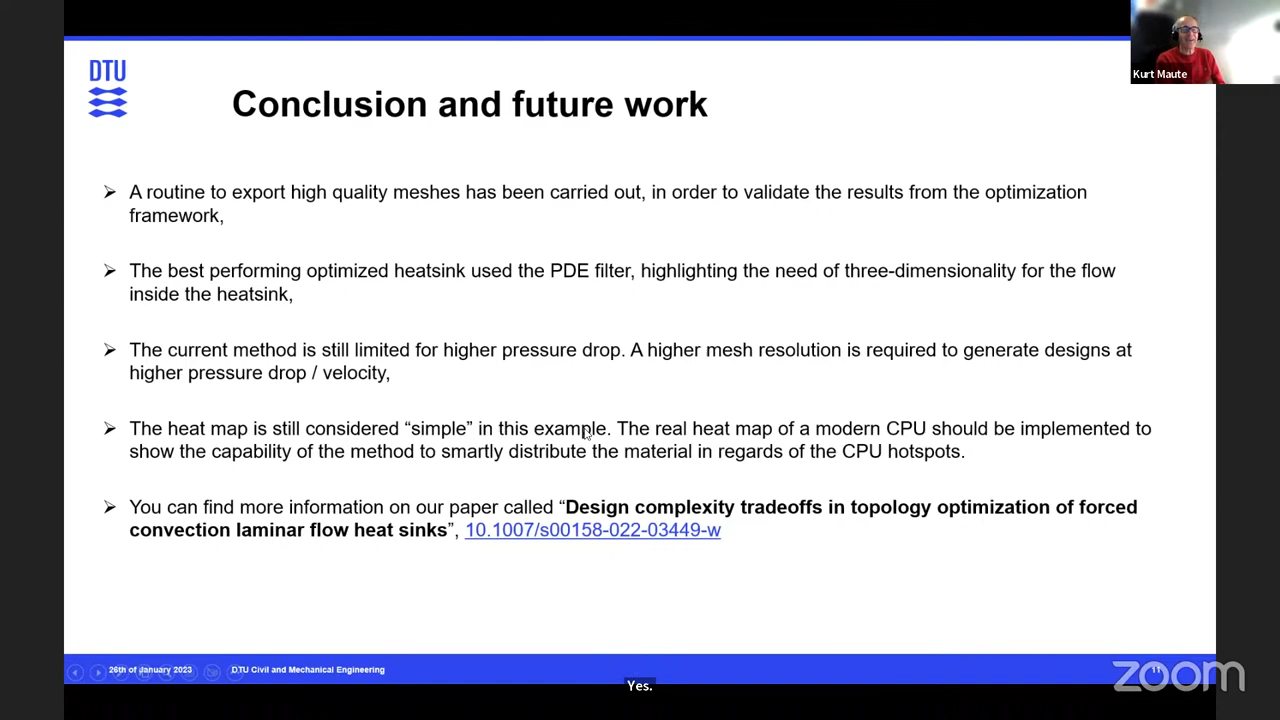 Kurt Maute
DTU
Conclusion and future work
➢ A routine to export high quality meshes has been carried out, in order to validate the results from the optimization
framework,
➢ The best performing optimized heatsink used the PDE filter, highlighting the need of three-dimensionality for the flow
inside the heatsink,
➢ The current method is still limited for higher pressure drop. A higher mesh resolution is required to generate designs at
higher pressure drop / velocity,
➢ The heat map is still considered “simple” in this example. The real heat map of a modern CPU should be implemented to
show the capability of the method to smartly distribute the material in regards of the CPU hotspots.
➢ You can find more information on our paper called “Design complexity tradeoffs in topology optimization of forced
convection laminar flow heat sinks”, 10.1007/s00158-022-03449-w
26th of January 2023 DTU Civil and Mechanical Engineering 11
zoom
Yes.